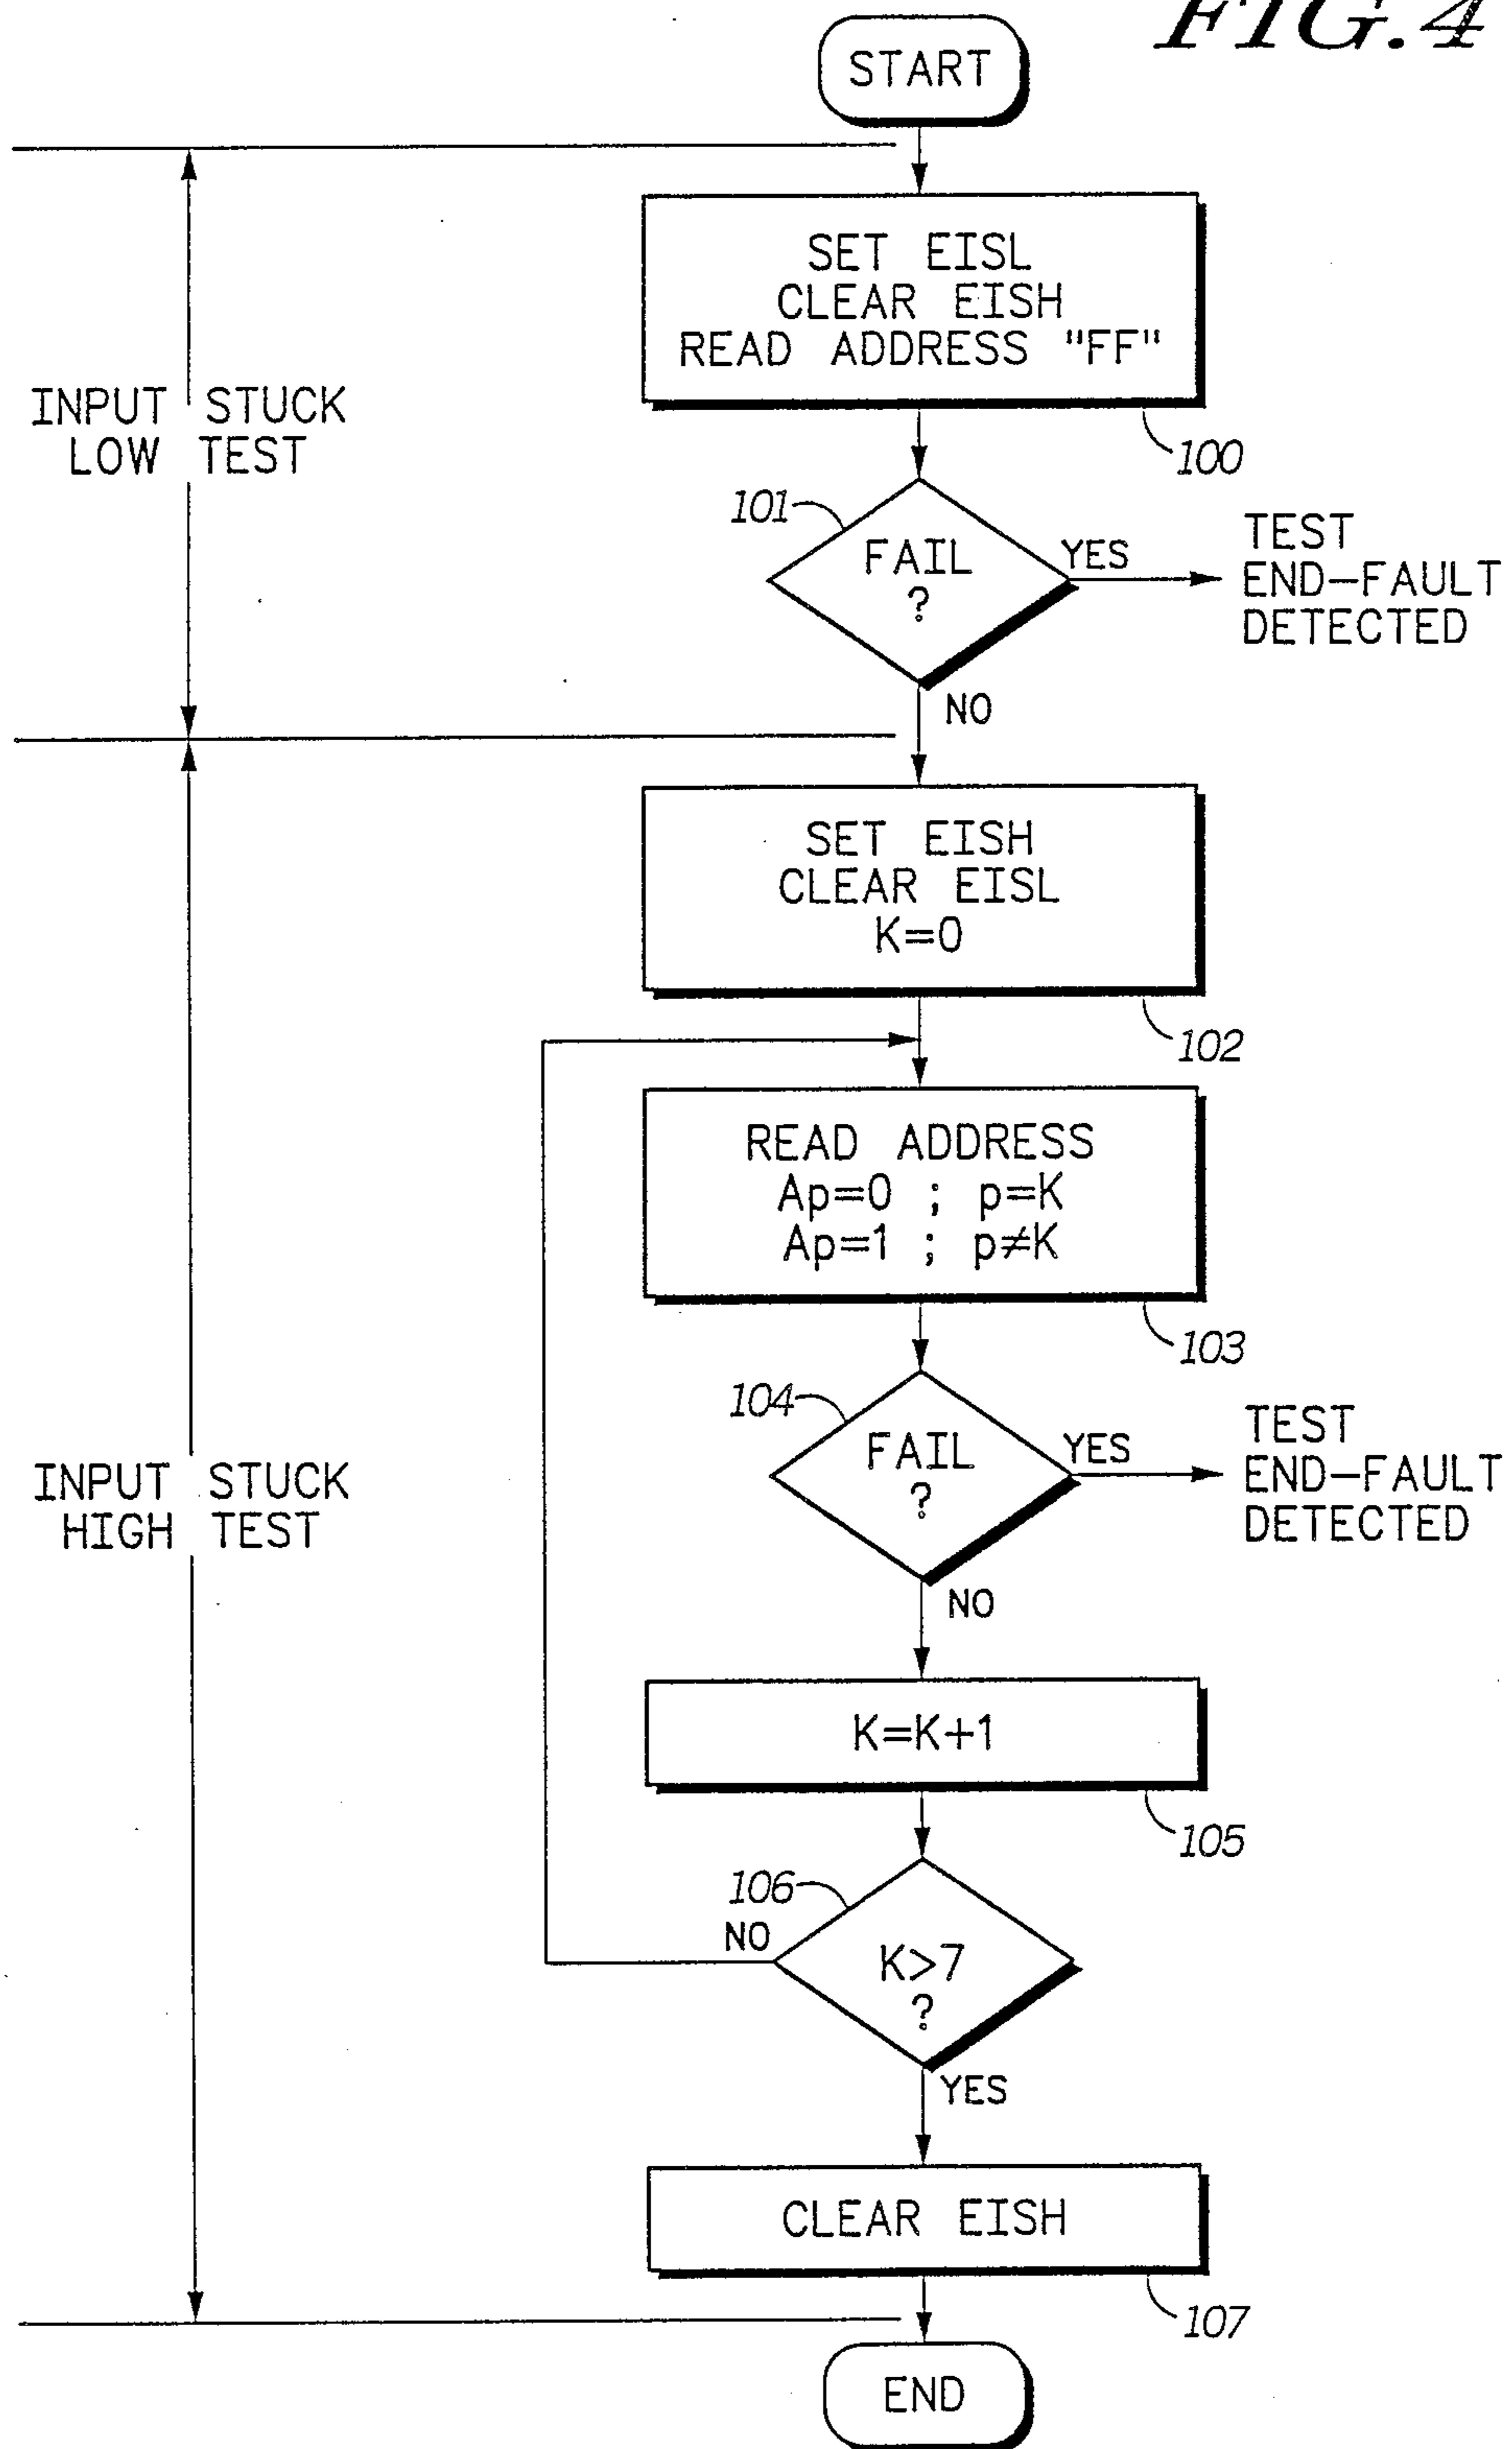 FIG.4
START
SET EISL
CLEAR EISH
READ ADDRESS "FF"
100
INPUT STUCK
LOW TEST
101
FAIL
?
YES
TEST
END-FAULT
DETECTED
NO
SET EISH
CLEAR EISL
K=0
102
READ ADDRESS
Ap=0 ; p=K
Ap=1 ; p≠K
103
INPUT STUCK
HIGH TEST
104
FAIL
?
YES
TEST
END-FAULT
DETECTED
NO
K=K+1
105
106
NO
K>7
?
YES
CLEAR EISH
107
END